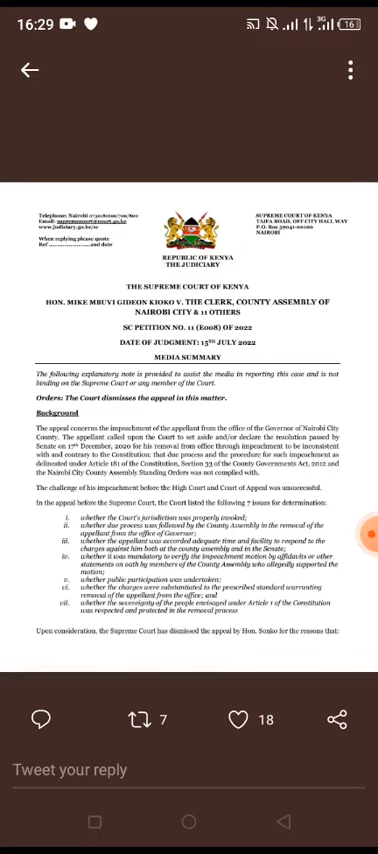 16:29
3G
16
Telephone: Nairobi 0730181000/700/800
Email: supremecourt@court.go.ke
www.judiciary.go.ke/sc
When replying please quote
Ref ......................and date
SUPREME COURT OF KENYA
TAIFA ROAD, OFF CITY HALL WAY
P.O. Box 30041-00100
NAIROBI
REPUBLIC OF KENYA
THE JUDICIARY
THE SUPREME COURT OF KENYA
HON. MIKE MBUVI GIDEON KIOKO V. THE CLERK, COUNTY ASSEMBLY OF
NAIROBI CITY & 11 OTHERS
SC PETITION NO. 11 (E008) OF 2022
DATE OF JUDGMENT: 15TH JULY 2022
MEDIA SUMMARY
The following explanatory note is provided to assist the media in reporting this case and is not
binding on the Supreme Court or any member of the Court.
Orders: The Court dismisses the appeal in this matter.
Background
The appeal concerns the impeachment of the appellant from the office of the Governor of Nairobi City
County. The appellant called upon the Court to set aside and/or declare the resolution passed by
Senate on 17th December, 2020 for his removal from office through impeachment to be inconsistent
with and contrary to the Constitution; that due process and the procedure for such impeachment as
delineated under Article 181 of the Constitution, Section 33 of the County Governments Act, 2012 and
the Nairobi City County Assembly Standing Orders was not complied with.
The challenge of his impeachment before the High Court and Court of Appeal was unsuccessful.
In the appeal before the Supreme Court, the Court listed the following 7 issues for determination:
i. whether the Court's jurisdiction was properly invoked;
ii. whether due process was followed by the County Assembly in the removal of the
appellant from the office of Governor;
iii. whether the appellant was accorded adequate time and facility to respond to the
charges against him both at the county assembly and in the Senate;
iv. whether it was mandatory to verify the impeachment motion by affidavits or other
statements on oath by members of the County Assembly who allegedly supported the
motion;
v. whether public participation was undertaken;
vi. whether the charges were substantiated to the prescribed standard warranting
removal of the appellant from the office; and
vii. whether the sovereignty of the people envisaged under Article 1 of the Constitution
was respected and protected in the removal process
Upon consideration, the Supreme Court has dismissed the appeal by Hon. Sonko for the reasons that:
7
18
Tweet your reply